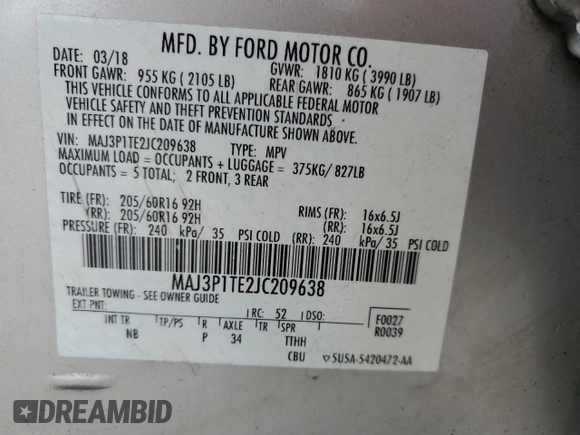 MFD. BY FORD MOTOR CO.
DATE: 03/18 GVWR: 1810 KG ( 3990 LB)
FRONT GAWR: 955 KG ( 2105 LB) REAR GAWR: 865 KG ( 1907 LB)
THIS VEHICLE CONFORMS TO ALL APPLICABLE FEDERAL MOTOR
VEHICLE SAFETY AND THEFT PREVENTION STANDARDS
IN EFFECT ON THE DATE OF MANUFACTURE SHOWN ABOVE.
VIN: MAJ3P1TE2JC209638 TYPE: MPV
MAXIMUM LOAD = OCCUPANTS + LUGGAGE = 375KG/ 827LB
OCCUPANTS = 5 TOTAL; 2 FRONT, 3 REAR
TIRE (FR): 205/60R16 92H RIMS (FR): 16x6.5J
(RR): 205/60R16 92H (RR): 16x6.5J
PRESSURE (FR): 240 kPa/ 35 PSI COLD (RR): 240 kPa/ 35 PSI COLD
MAJ3P1TE2JC209638
TRAILER TOWING - SEE OWNER GUIDE
EXT PNT: RC: 52 DSO: F0027
R0039
INT TR TP/PS R AXLE TR SPR
NB P 34 TTHH
CBU SU5A-S420472-AA
DREAMBID